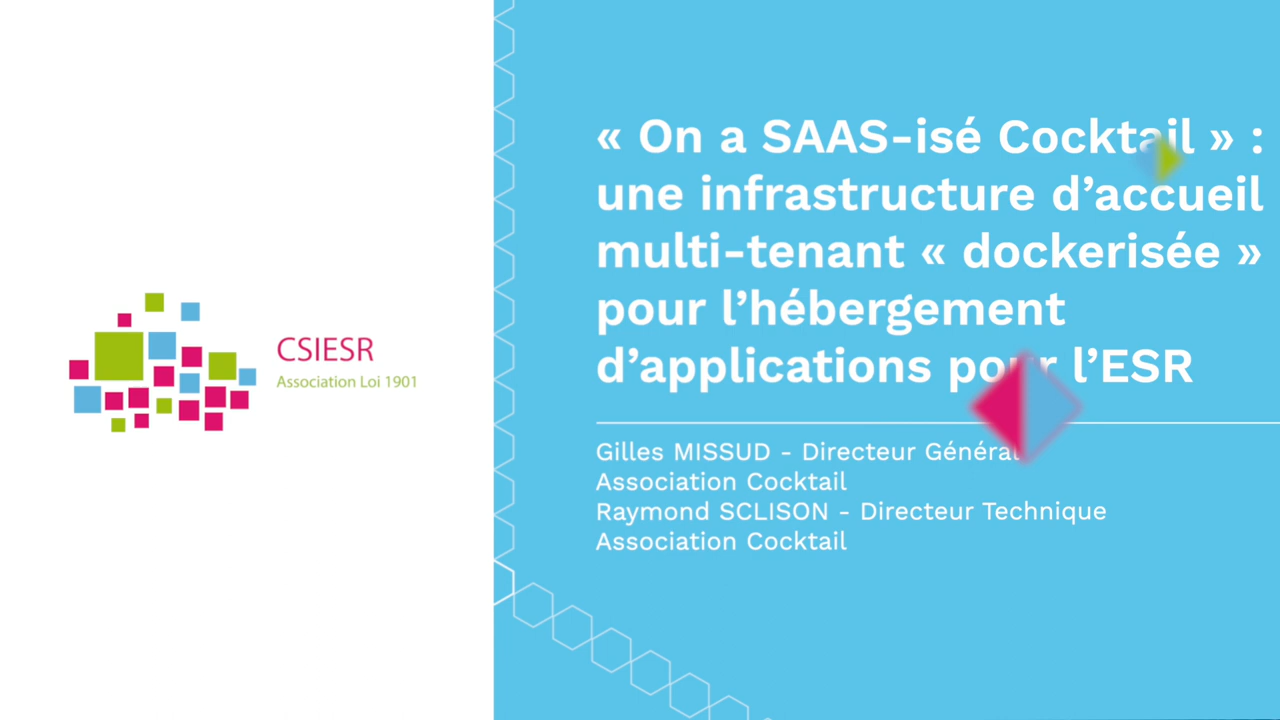 CSIESR
Association Loi 1901
« On a SAAS-isé Cocktail » :
une infrastructure d’accueil
multi-tenant « dockerisée »
pour l’hébergement
d’applications pour l’ESR
Gilles MISSUD - Directeur Général
Association Cocktail
Raymond SCLISON - Directeur Technique
Association Cocktail